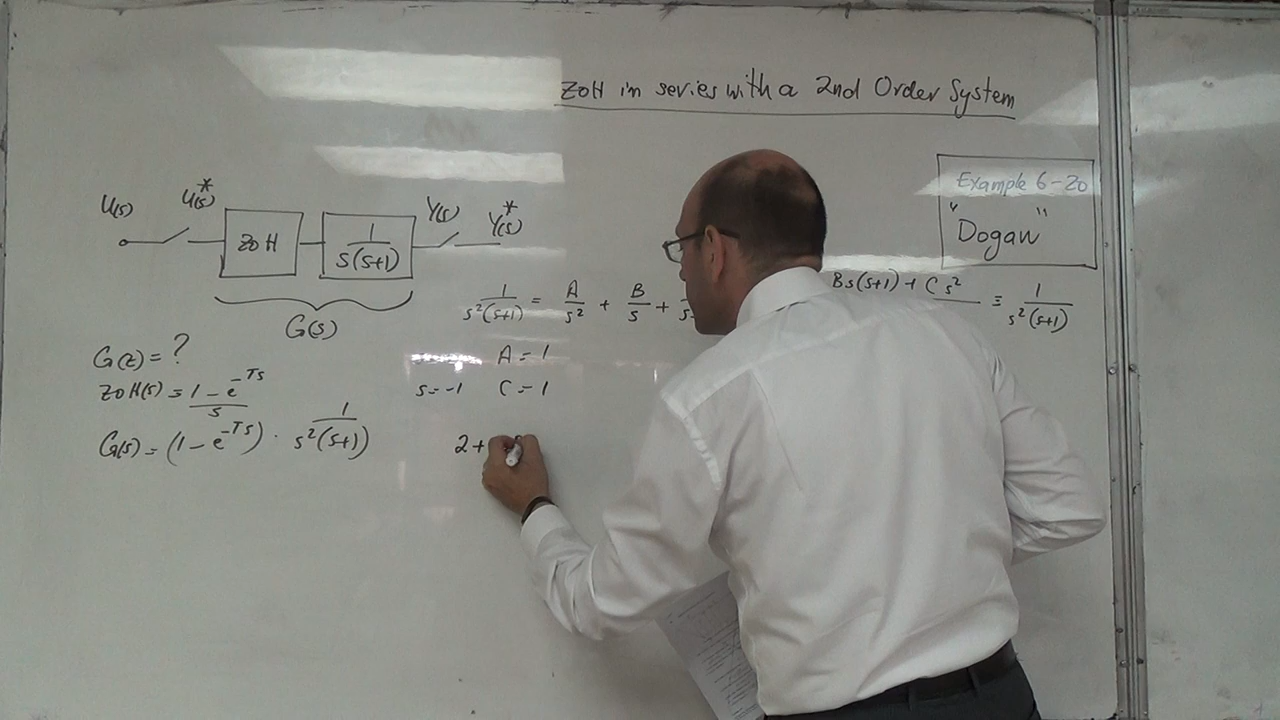 ZOH in series with a 2nd Order System
Example 6-20
"Dogan"
U(s) U(s)* ZOH 1/s(s+1) Y(s) Y(s)*
G(s)
1/s²(s+1) = A/s² + B/s + Bs(s+1) + Cs² ≡ 1/s²(s+1)
G(z) = ?
A = 1
ZOH(s) = 1 - e^-Ts/s
s = -1 C = 1
G(s) = (1 - e^-Ts) · 1/s²(s+1)
2+